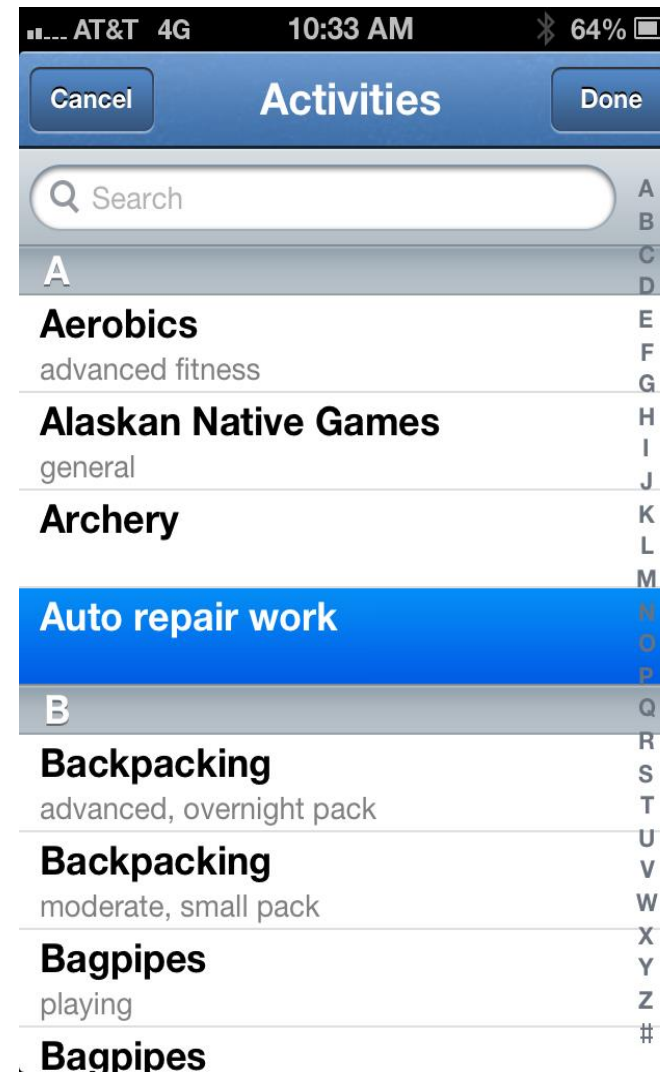 AT&T 4G 10:33 AM 64%
Cancel Activities Done
Search
A
Aerobics
advanced fitness
Alaskan Native Games
general
Archery
Auto repair work
B
Backpacking
advanced, overnight pack
Backpacking
moderate, small pack
Bagpipes
playing
Bagpipes
A
B
C
D
E
F
G
H
I
J
K
L
M
N
O
P
Q
R
S
T
U
V
W
X
Y
Z
#